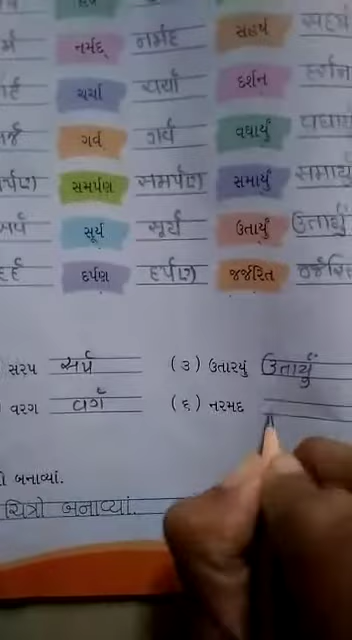 નર્મદ નર્મદ સહર્ષ
ચર્ચા ચર્ચા દર્શન
ગર્વ ગર્વ વધાર્યું
સમર્પણ સમર્પણ સમાર્યું
સૂર્ય સૂર્ય ઉતાર્યું
દર્પણ દર્પણ જર્જરિત
સરપ સર્પ (૩) ઉતારયું ઉતાર્યું
વરગ વર્ગ (૬) નરમદ
બનાવ્યાં.
ચિત્રો બનાવ્યાં.